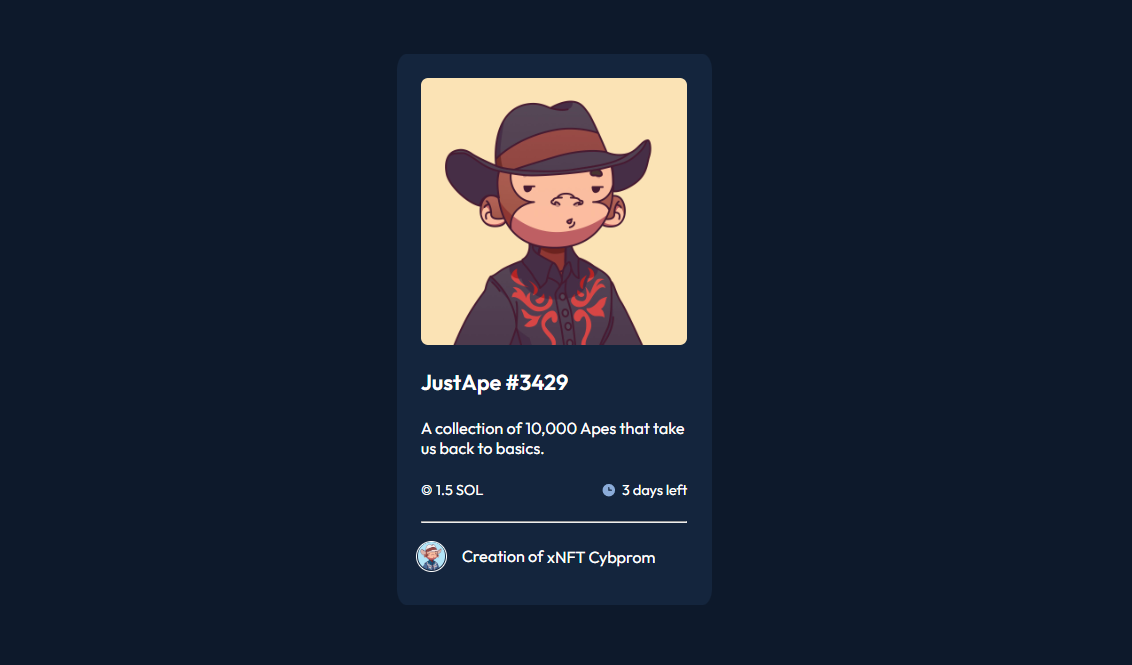 JustApe #3429
A collection of 10,000 Apes that take
us back to basics.
1.5 SOL
3 days left
Creation of xNFT Cybprom